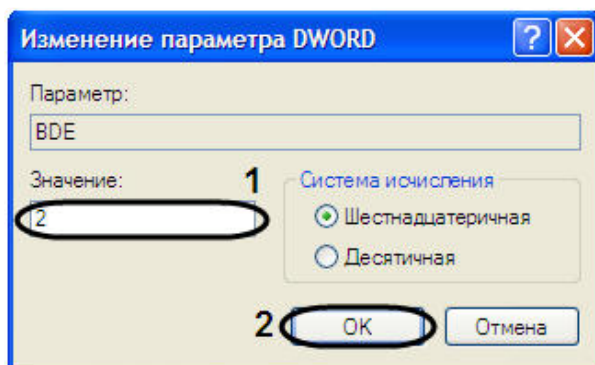 Изменение параметра DWORD
Параметр:
BDE
Значение: 1
2
Система исчисления
Шестнадцатеричная
Десятичная
2 OK Отмена